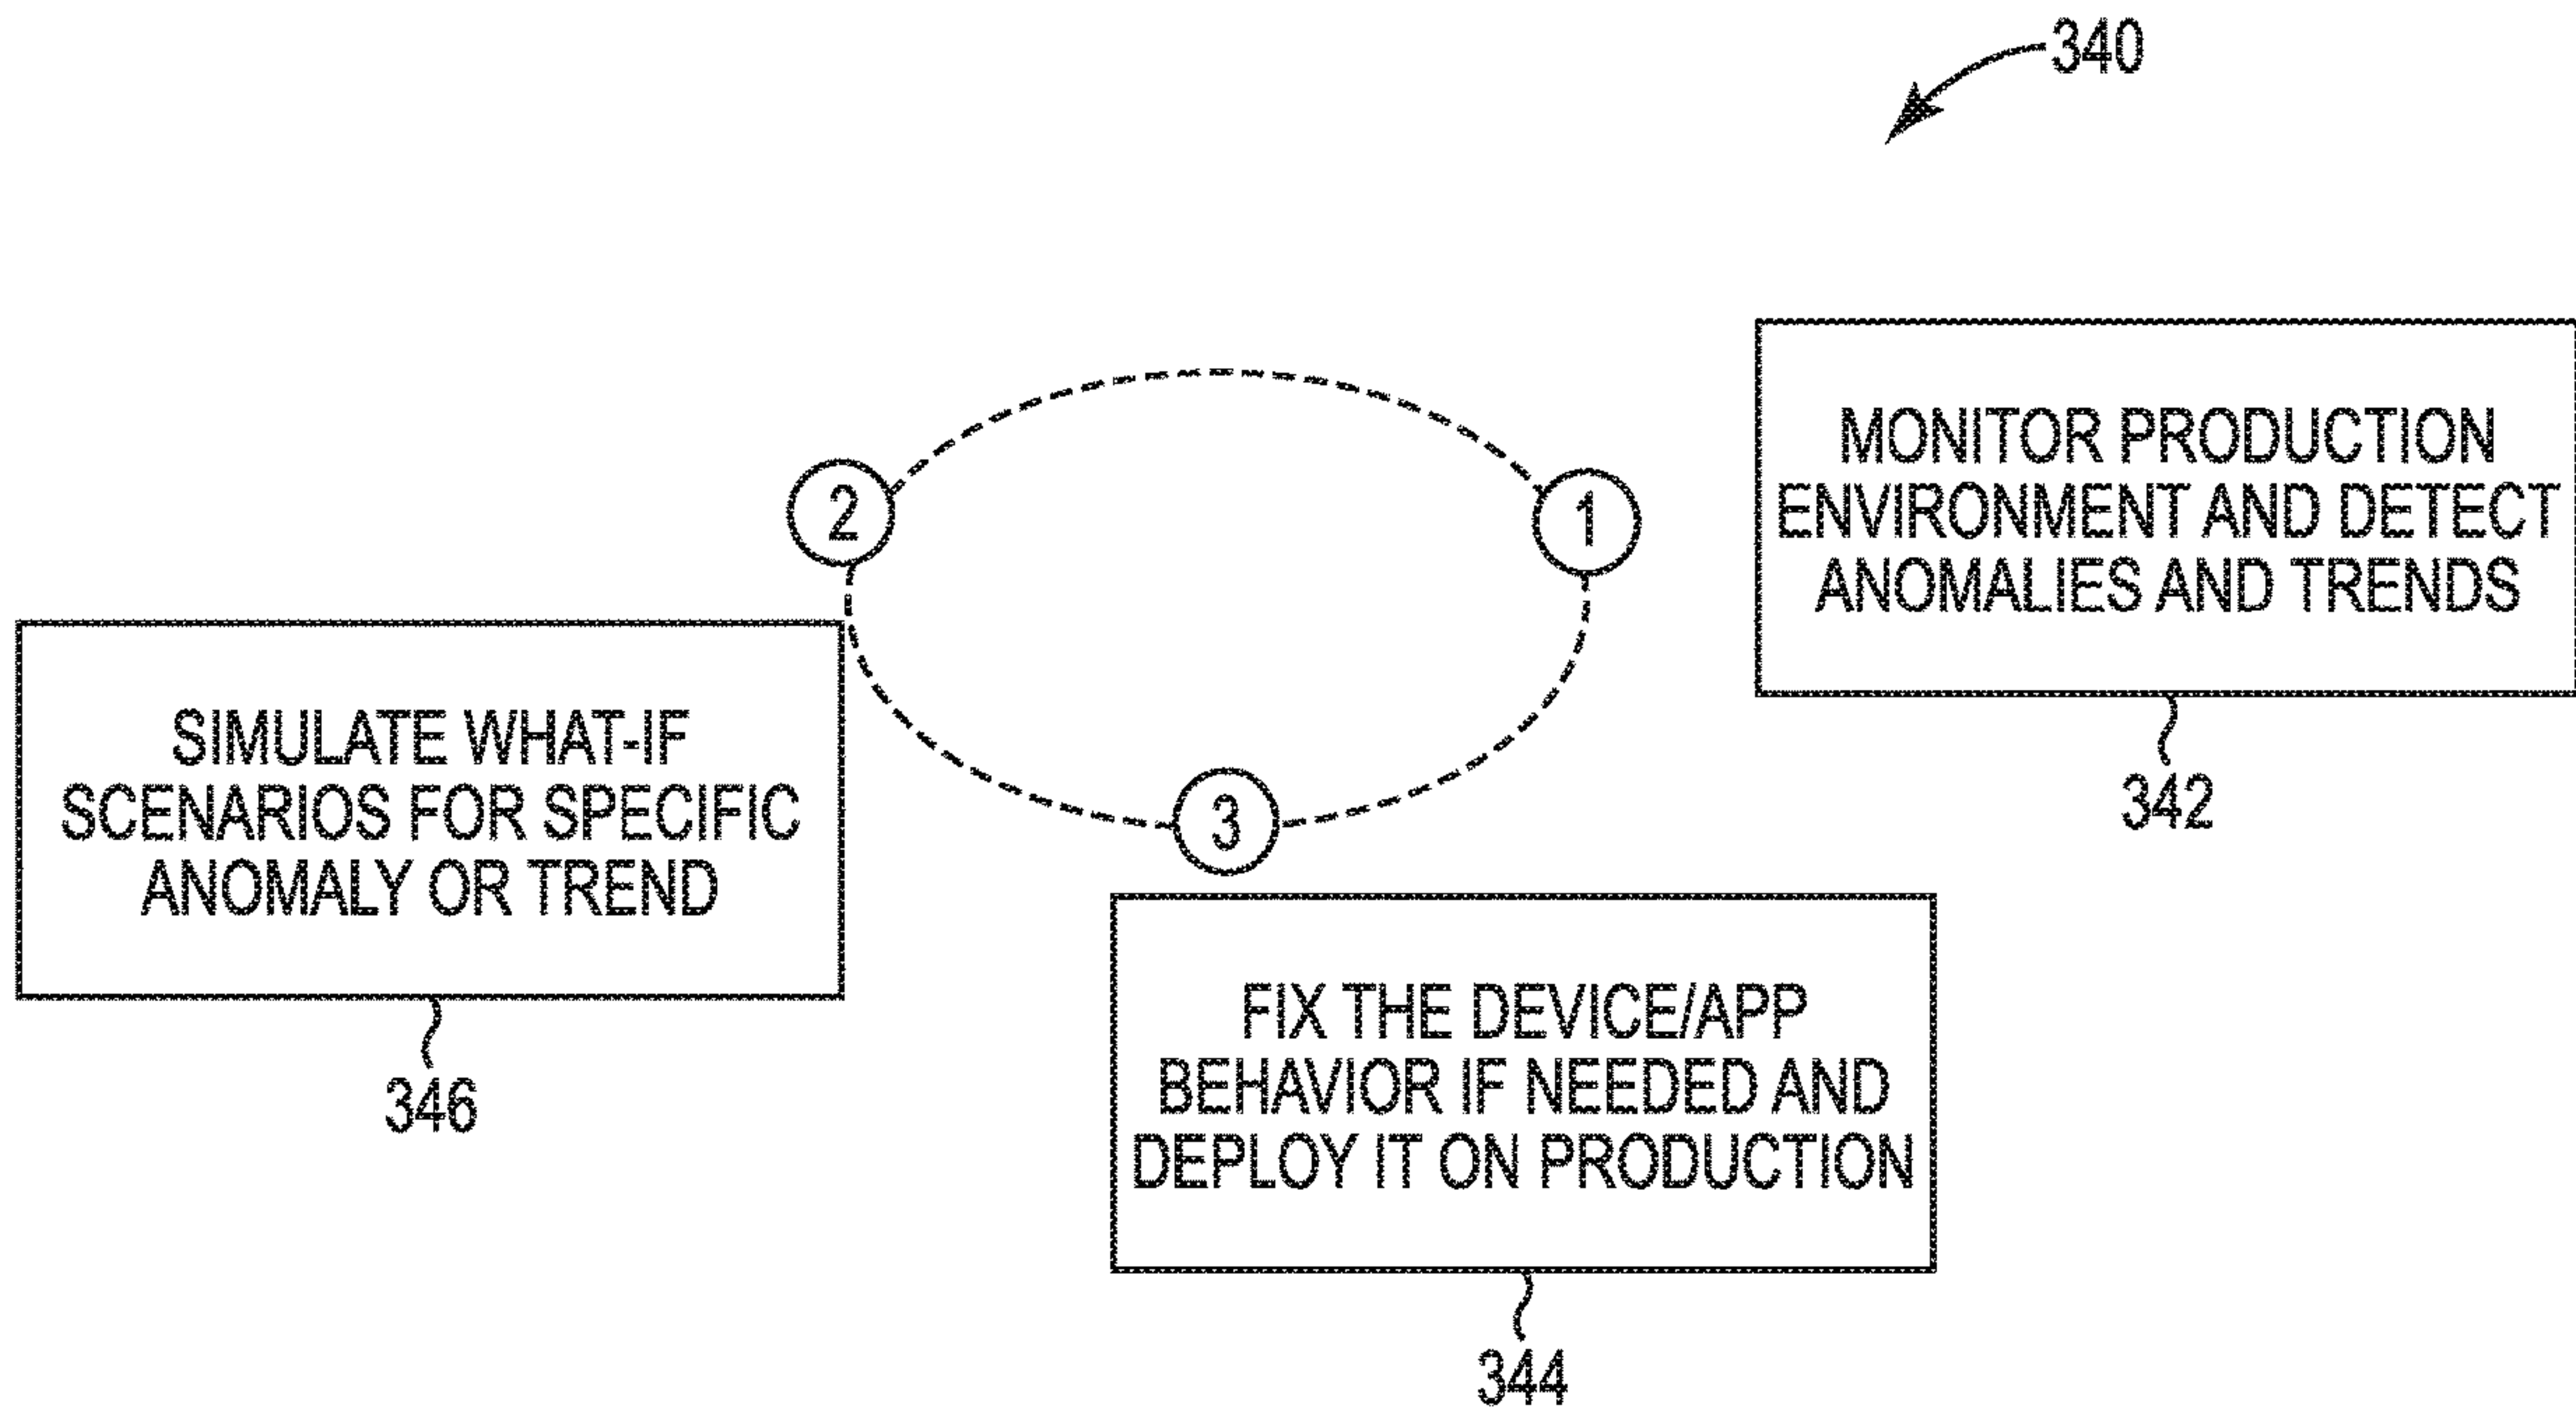 340
MONITOR PRODUCTION
ENVIRONMENT AND DETECT
ANOMALIES AND TRENDS
342
2
1
SIMULATE WHAT-IF
SCENARIOS FOR SPECIFIC
ANOMALY OR TREND
346
3
FIX THE DEVICE/APP
BEHAVIOR IF NEEDED AND
DEPLOY IT ON PRODUCTION
344